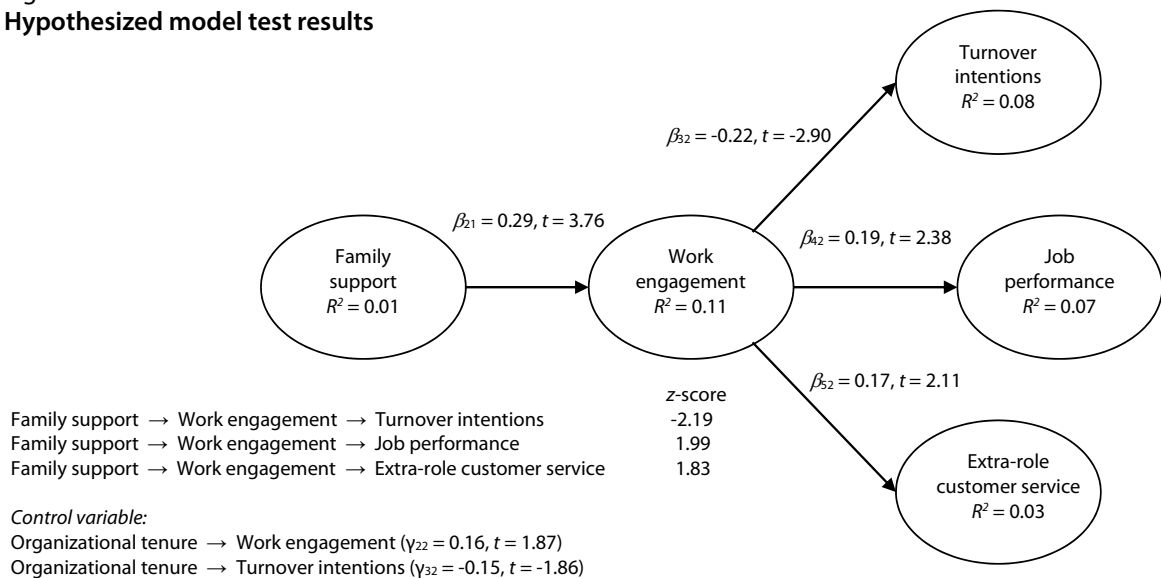 Hypothesized model test results
Turnover
intentions
R² = 0.08
β32 = -0.22, t = -2.90
β21 = 0.29, t = 3.76
β42 = 0.19, t = 2.38
Family
support
R² = 0.01
Work
engagement
R² = 0.11
Job
performance
R² = 0.07
β52 = 0.17, t = 2.11
z-score
Family support → Work engagement → Turnover intentions -2.19
Family support → Work engagement → Job performance 1.99
Family support → Work engagement → Extra-role customer service 1.83
Extra-role
customer service
R² = 0.03
Control variable:
Organizational tenure → Work engagement (γ22 = 0.16, t = 1.87)
Organizational tenure → Turnover intentions (γ32 = -0.15, t = -1.86)